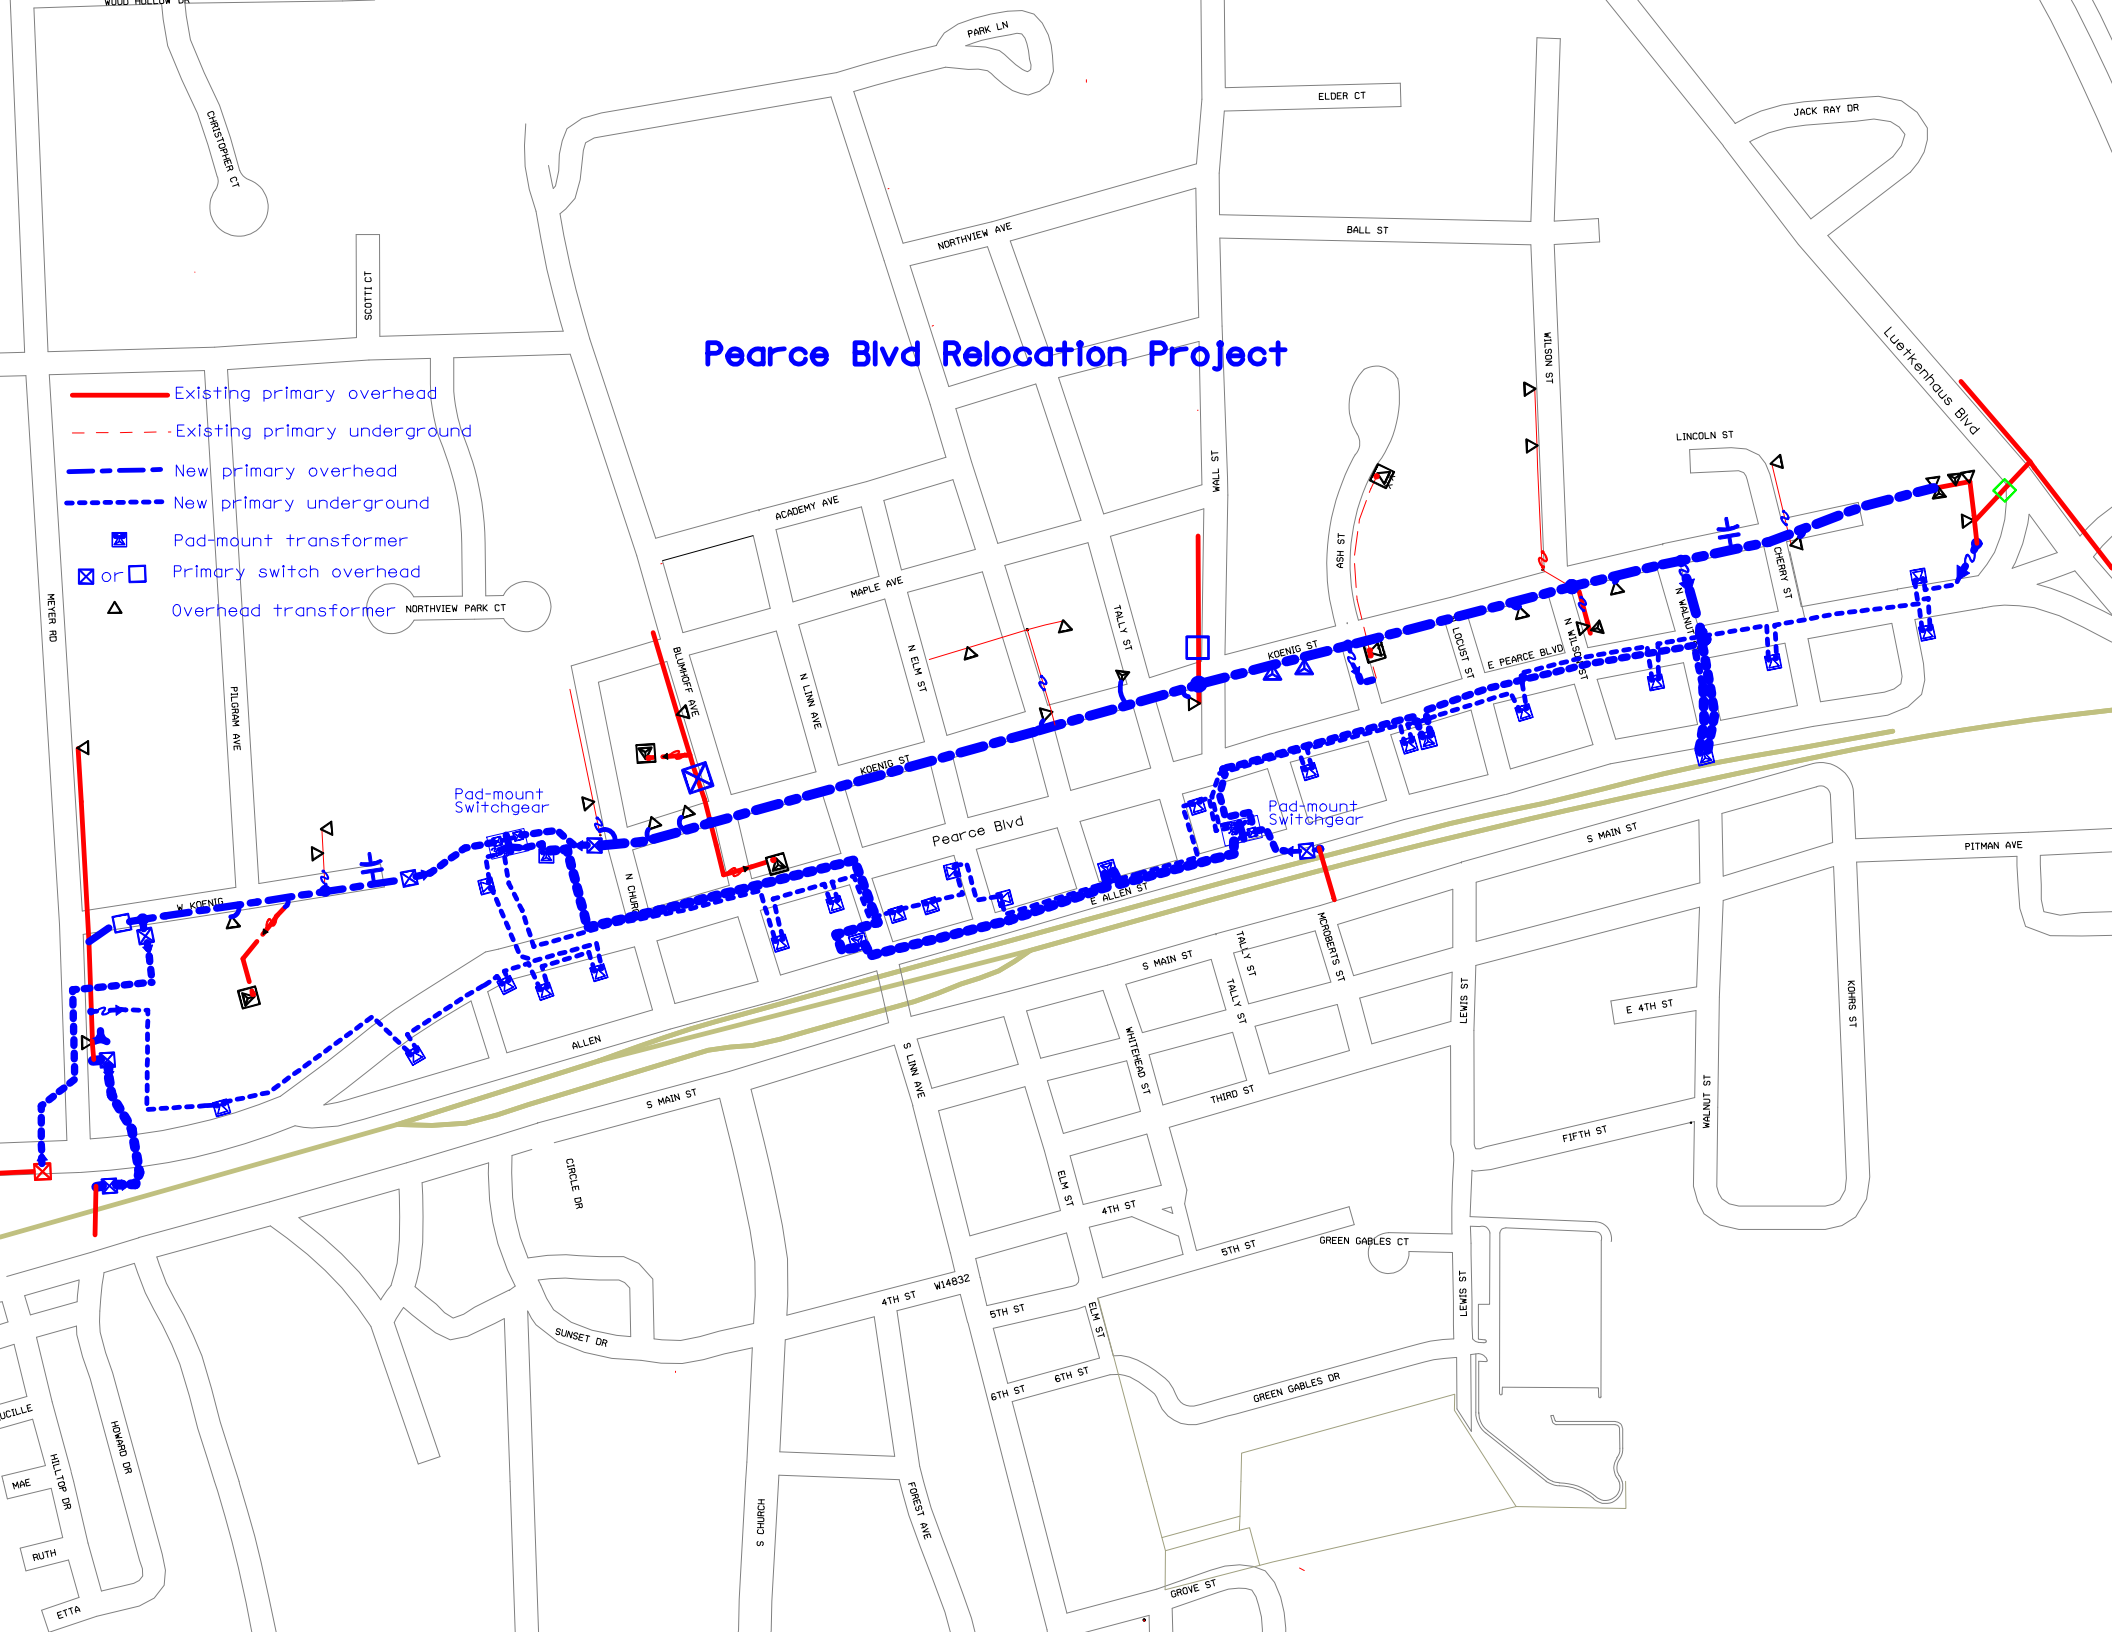 WOOD HOLLOW DR
PARK LN
CHRISTOPHER CT
ELDER CT
JACK RAY DR
NORTHVIEW AVE
BALL ST
SCOTTI CT
Pearce Blvd Relocation Project
WILSON ST
Luetkenhaus Blvd
Existing primary overhead
Existing primary underground
New primary overhead
New primary underground
Pad-mount transformer
or
Primary switch overhead
Overhead transformer
LINCOLN ST
WALL ST
ACADEMY AVE
ASH ST
MAPLE AVE
CHERRY ST
NORTHVIEW PARK CT
MEYER RD
TALLY ST
N WALNUT
LOCUST ST
N WILSON ST
KOENIG ST
E PEARCE BLVD
BLUMHOFF AVE
N ELM ST
N LINN AVE
PILGRAM AVE
KOENIG ST
Pad-mount
Switchgear
Pad-mount
Switchgear
Pearce Blvd
S MAIN ST
PITMAN AVE
N CHURC
W KOENIG
E ALLEN ST
MCROBERTS ST
TALLY ST
S MAIN ST
TALLY ST
LEWIS ST
E 4TH ST
KOHRS ST
ALLEN
WHITEHEAD ST
S LINN AVE
S MAIN ST
THIRD ST
WALNUT ST
FIFTH ST
CIRCLE DR
ELM ST
4TH ST
5TH ST
GREEN GABLES CT
LEWIS ST
W14832
4TH ST
5TH ST
ELM ST
SUNSET DR
6TH ST
6TH ST
GREEN GABLES DR
UCILLE
HOWARD DR
HILLTOP DR
MAE
S CHURCH
FOREST AVE
RUTH
GROVE ST
ETTA